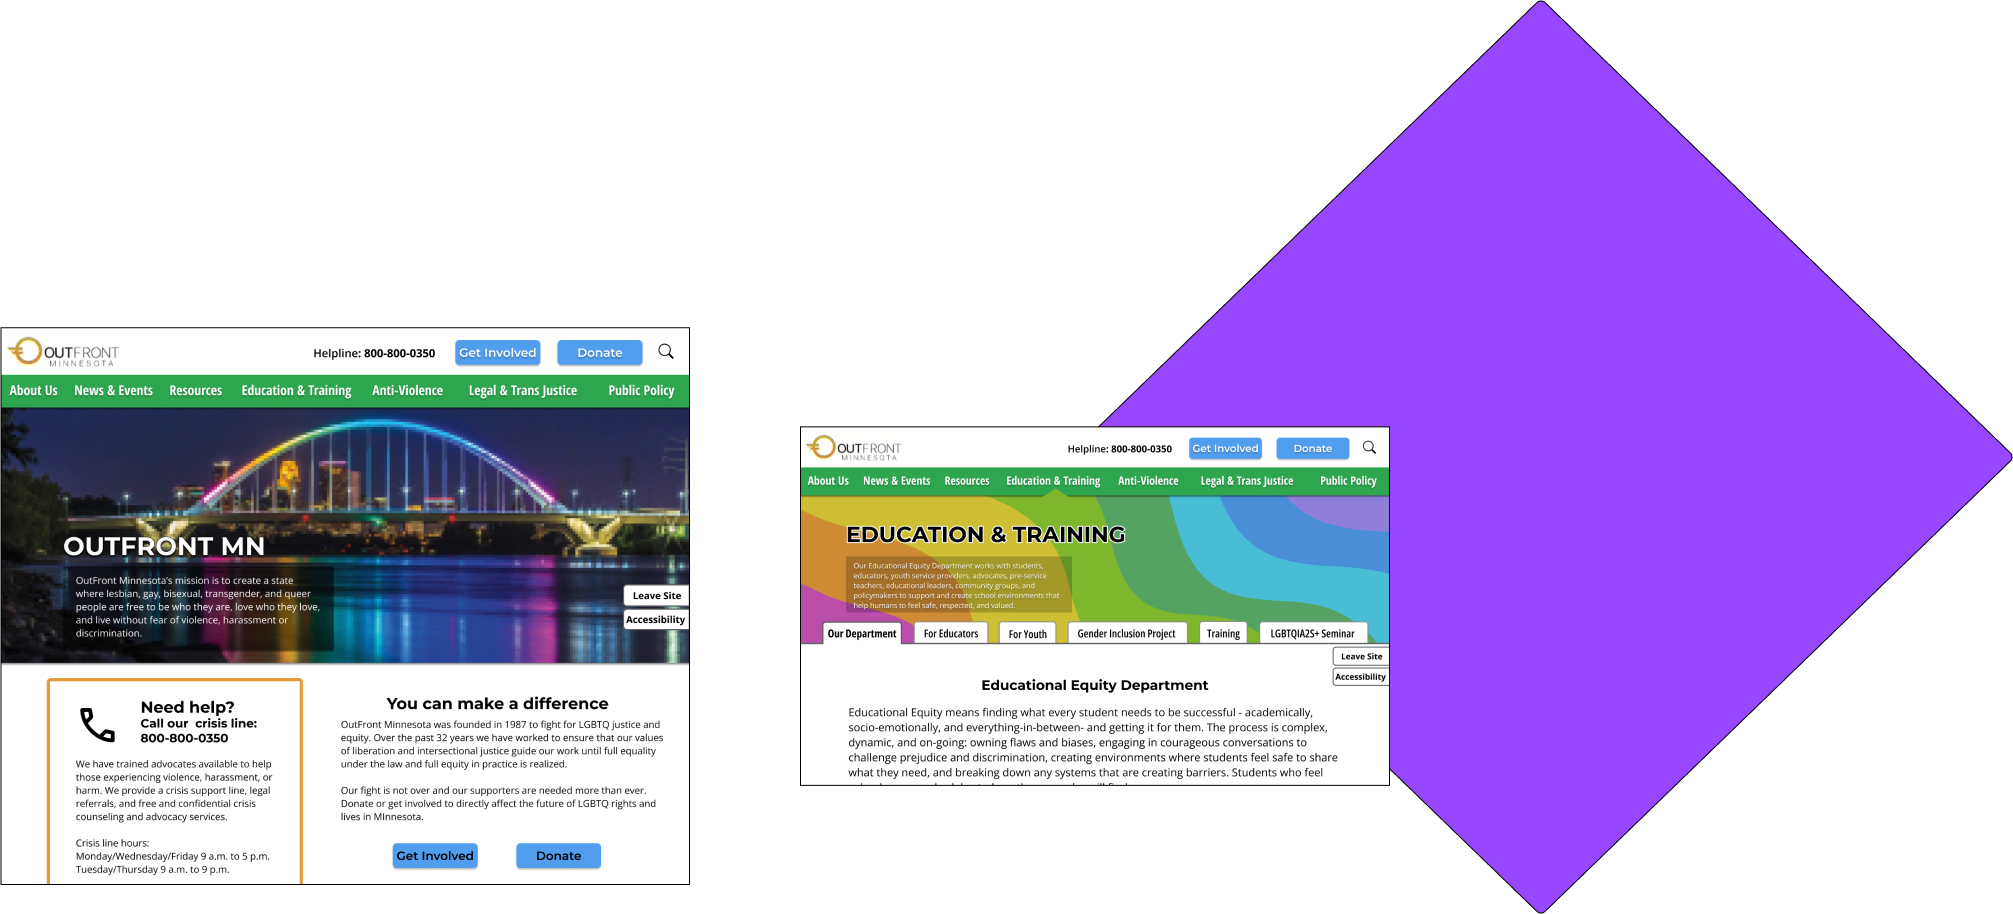 OUTFRONT
MINNESOTA
Helpline: 800-800-0350
Get Involved
Donate
About Us
News & Events
Resources
Education & Training
Anti-Violence
Legal & Trans Justice
Public Policy
OUTFRONT MN
OutFront Minnesota's mission is to create a state
where lesbian, gay, bisexual, transgender, and queer
people are free to be who they are, love who they love,
and live without fear of violence, harassment or
discrimination.
Leave Site
Accessibility
Need help?
Call our crisis line:
800-800-0350
We have trained advocates available to help
those experiencing violence, harassment, or
harm. We provide a crisis support line, legal
referrals, and free and confidential crisis
counseling and advocacy services.
Crisis line hours:
Monday/Wednesday/Friday 9 a.m. to 5 p.m.
Tuesday/Thursday 9 a.m. to 9 p.m.
You can make a difference
OutFront Minnesota was founded in 1987 to fight for LGBTQ justice and
equity. Over the past 32 years we have worked to ensure that our values
of liberation and intersectional justice guide our work until full equality
under the law and full equity in practice is realized.
Our fight is not over and our supporters are needed more than ever.
Donate or get involved to directly affect the future of LGBTQ rights and
lives in MInnesota.
Get Involved
Donate
OUTFRONT
MINNESOTA
Helpline: 800-800-0350
Get Involved
Donate
About Us
News & Events
Resources
Education & Training
Anti-Violence
Legal & Trans Justice
Public Policy
EDUCATION & TRAINING
Our Educational Equity Department works with students,
educators, youth service providers, advocates, pre-service
teachers, educational leaders, community groups, and
policymakers to support and create school environments that
help humans to feel safe, respected, and valued.
Our Department
For Educators
For Youth
Gender Inclusion Project
Training
LGBTQIA2S+ Seminar
Leave Site
Accessibility
Educational Equity Department
Educational Equity means finding what every student needs to be successful - academically,
socio-emotionally, and everything-in-between- and getting it for them. The process is complex,
dynamic, and on-going: owning flaws and biases, engaging in courageous conversations to
challenge prejudice and discrimination, creating environments where students feel safe to share
what they need, and breaking down any systems that are creating barriers. Students who feel